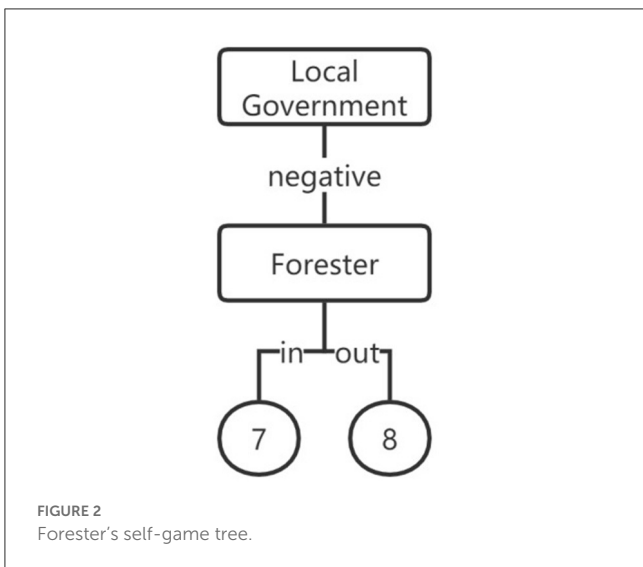 Local
Government
negative
Forester
in out
7 8
FIGURE 2
Forester's self-game tree.